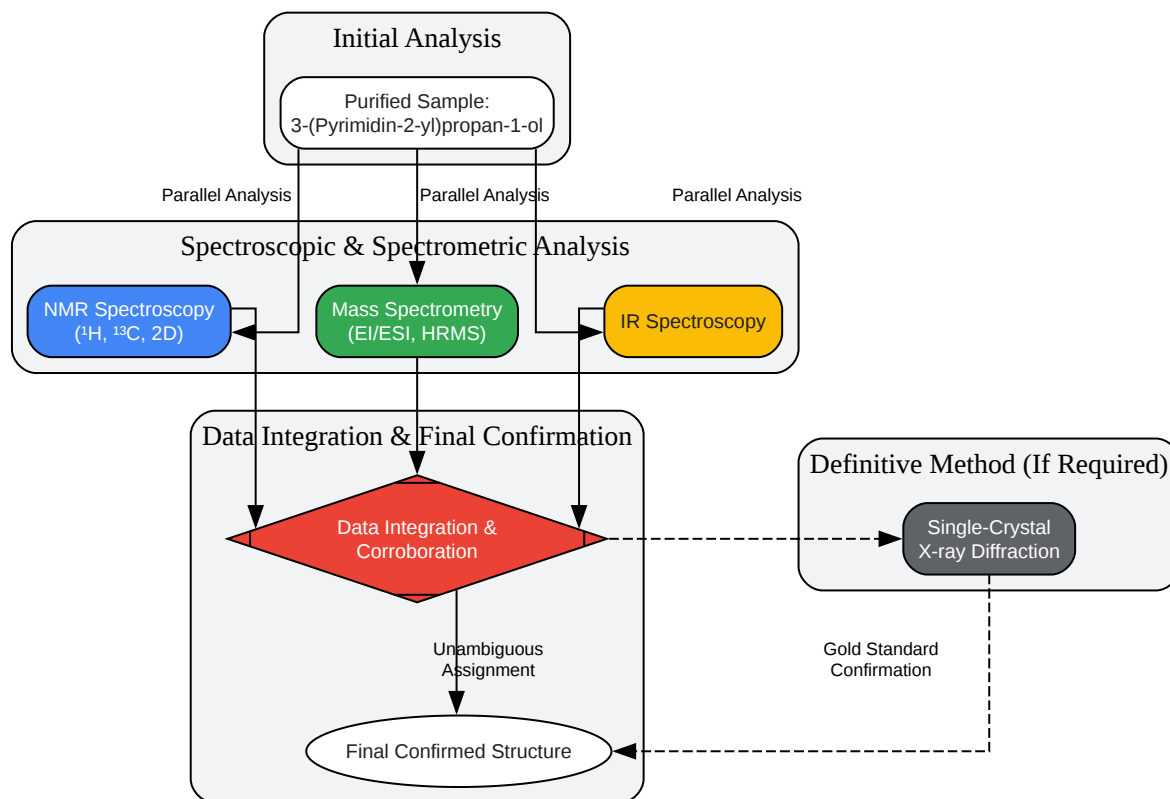 Initial Analysis
Purified Sample:
3-(Pyrimidin-2-yl)propan-1-ol
Parallel Analysis
Parallel Analysis
Parallel Analysis
Spectroscopic & Spectrometric Analysis
NMR Spectroscopy
(¹H, ¹³C, 2D)
Mass Spectrometry
(EI/ESI, HRMS)
IR Spectroscopy
Data Integration & Final Confirmation
Definitive Method (If Required)
Data Integration &
Corroboration
Single-Crystal
X-ray Diffraction
Unambiguous
Assignment
Gold Standard
Confirmation
Final Confirmed Structure